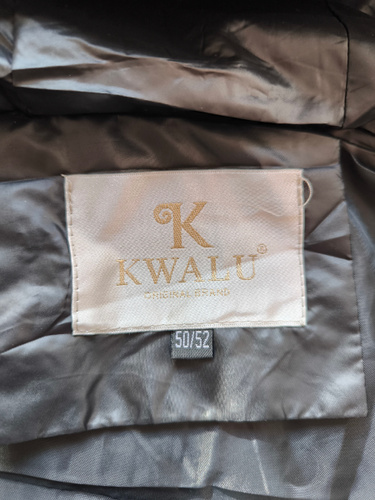 K
KWALU®
ORIGINAL BRAND
50/52